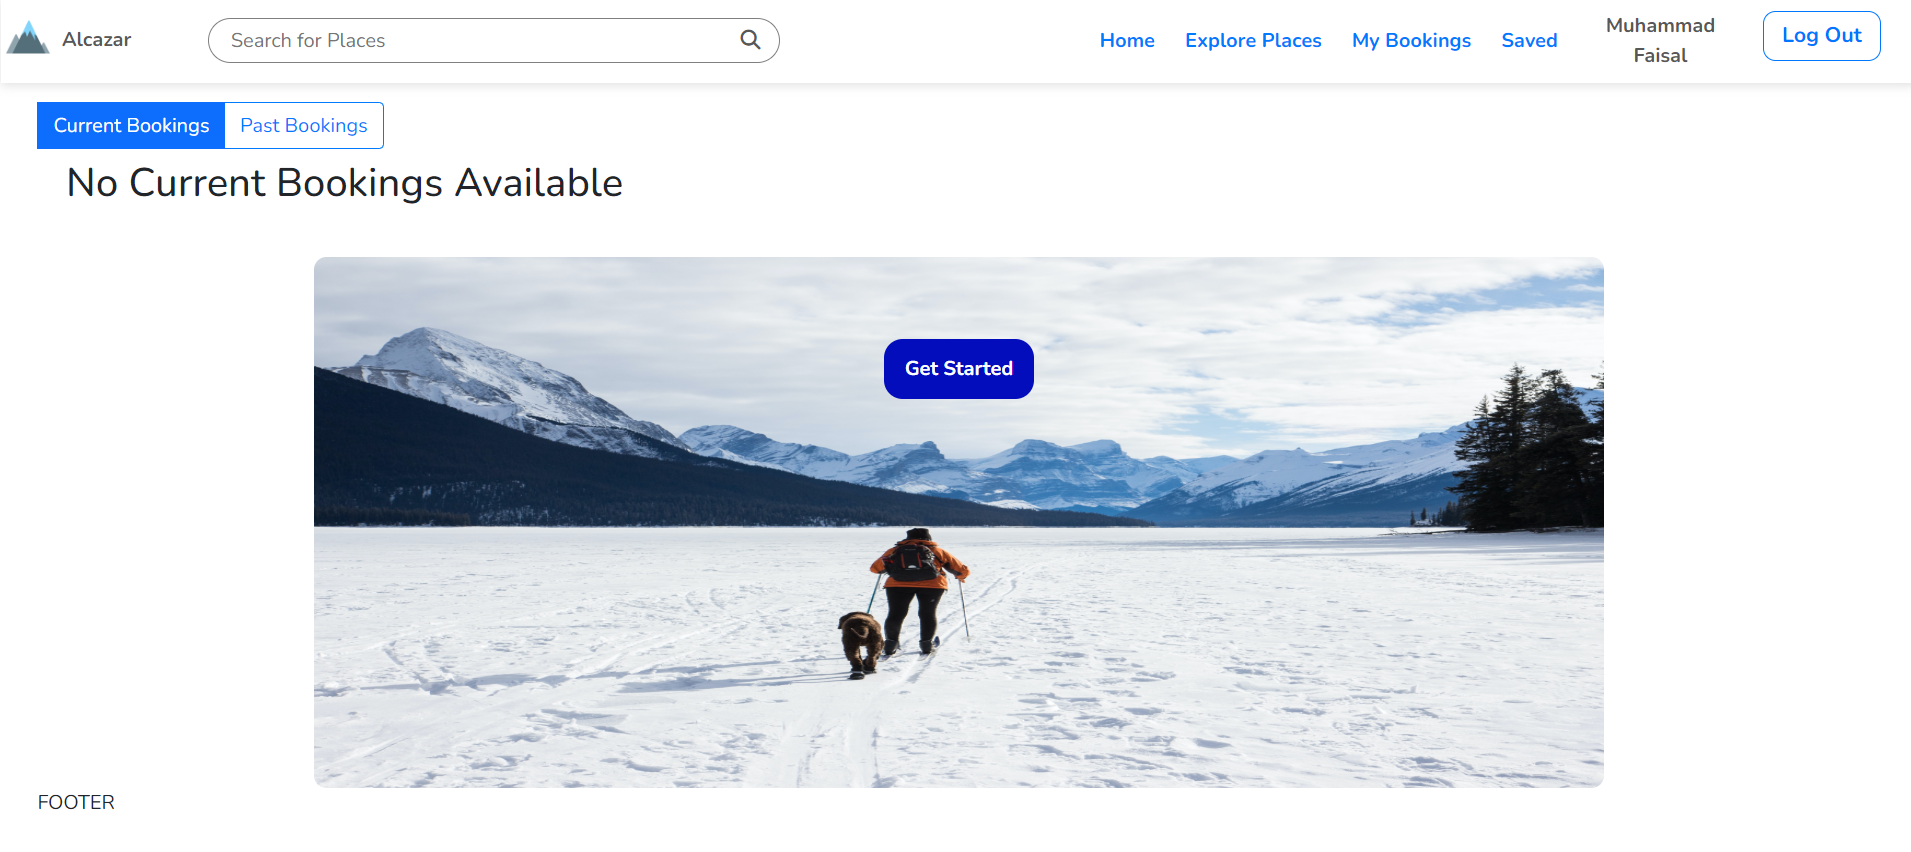 Alcazar
Search for Places
Home Explore Places My Bookings Saved
Muhammad
Faisal
Log Out
Current Bookings Past Bookings
No Current Bookings Available
Get Started
FOOTER